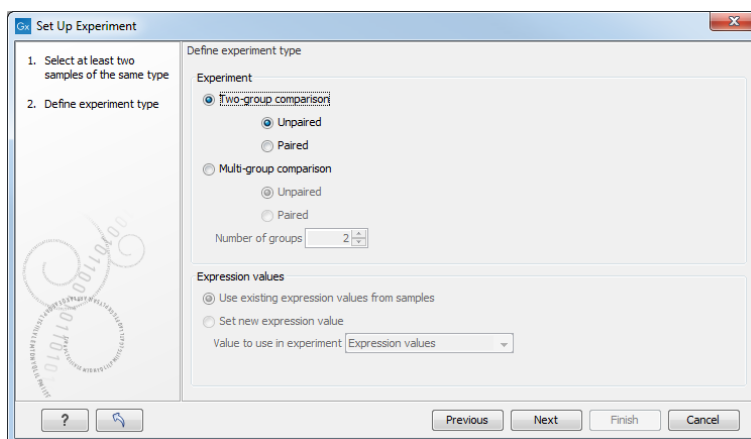 Gx Set Up Experiment
X
1. Select at least two
samples of the same type
2. Define experiment type
Define experiment type
Experiment
Two-group comparison
Unpaired
Paired
Multi-group comparison
Unpaired
Paired
Number of groups 2
Expression values
Use existing expression values from samples
Set new expression value
Value to use in experiment Expression values
?
Previous Next Finish Cancel